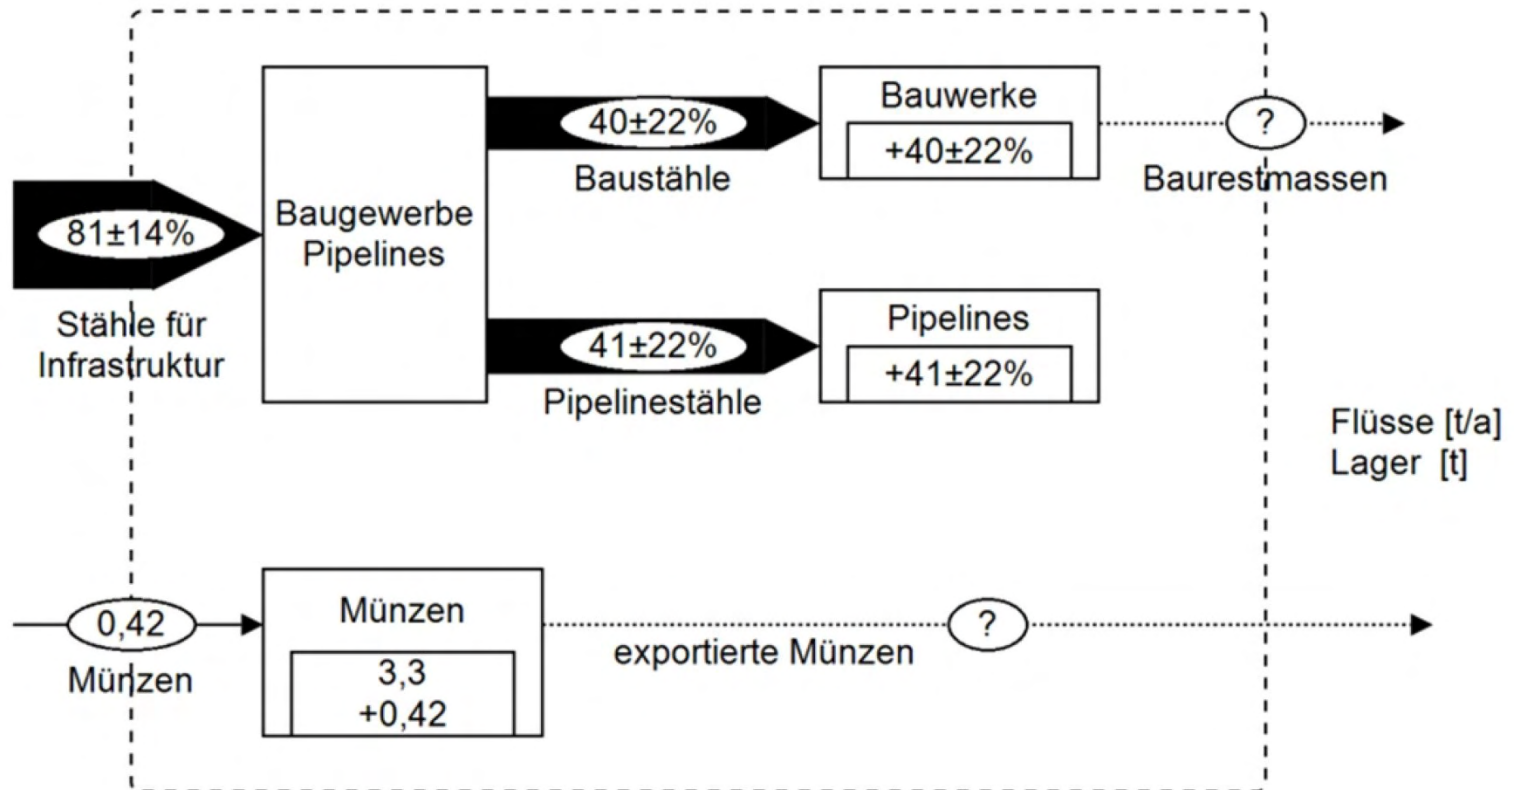 40±22%
Baustähle
Bauwerke
+40±22%
?
Baurestmassen
81±14%
Stähle für
Infrastruktur
Baugewerbe
Pipelines
41±22%
Pipelinestähle
Pipelines
+41±22%
Flüsse [t/a]
Lager [t]
0,42
Münzen
Münzen
3,3
+0,42
exportierte Münzen
?